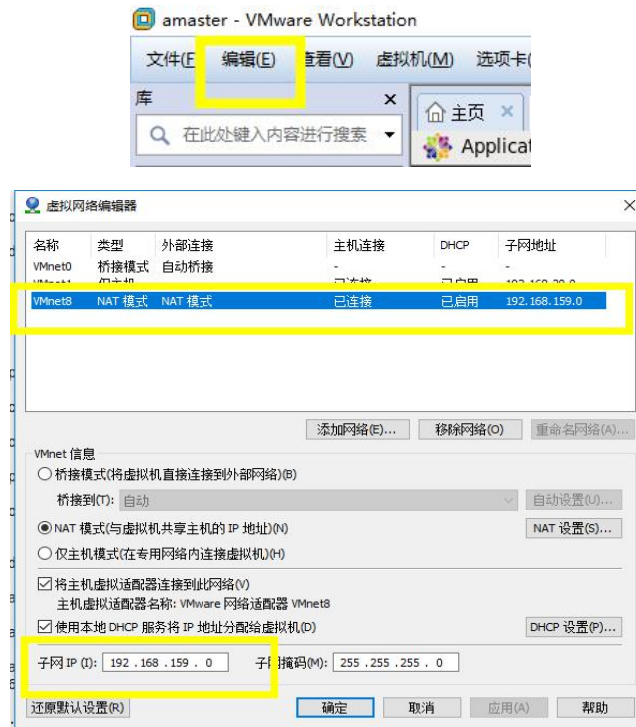 amaster - VMware Workstation
文件(F 编辑(E) 查看(V) 虚拟机(M) 选项卡(
库 ×
主页 ×
在此处键入内容进行搜索
Applicat
虚拟网络编辑器 ×
名称 类型 外部连接 主机连接 DHCP 子网地址
VMnet0 桥接模式 自动桥接 - - -
VMnet1 仅主机 已连接 已启用
VMnet8 NAT 模式 NAT 模式 已连接 已启用 192.168.159.0
添加网络(E)... 移除网络(O) 重命名网络(A)...
VMnet 信息
桥接模式(将虚拟机直接连接到外部网络)(B)
桥接到(T): 自动 自动设置(U)...
NAT 模式(与虚拟机共享主机的 IP 地址)(N) NAT 设置(S)...
仅主机模式(在专用网络内连接虚拟机)(H)
将主机虚拟适配器连接到此网络(V)
主机虚拟适配器名称: VMware 网络适配器 VMnet8
使用本地 DHCP 服务将 IP 地址分配给虚拟机(D) DHCP 设置(P)...
子网 IP (I): 192 .168 .159 . 0 子网掩码(M): 255 .255 .255 . 0
还原默认设置(R) 确定 取消 应用(A) 帮助